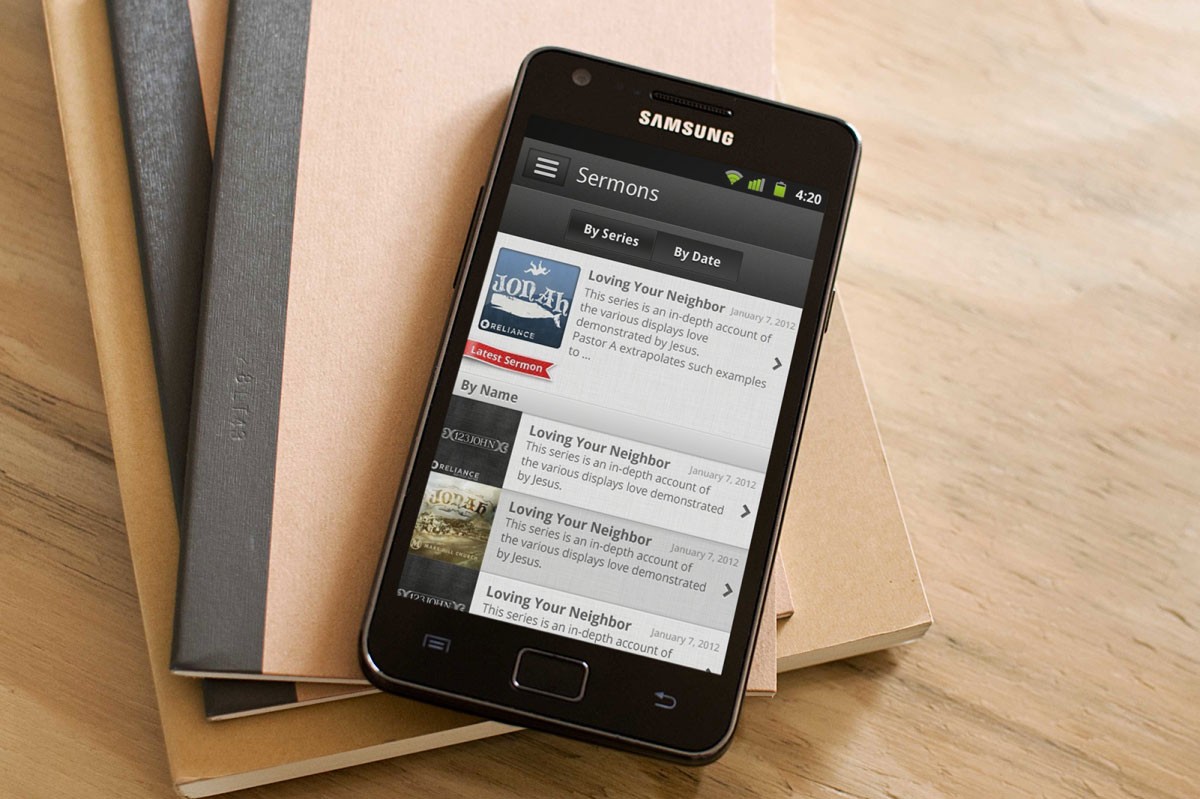 SAMSUNG
4:20
Sermons
By Series
By Date
JONAH
RELIANCE
Latest Sermon
Loving Your Neighbor
January 7, 2012
This series is in-depth account of
the various displays love
demonstrated by Jesus.
Pastor A extrapolates such examples
to ...
By Name
123JOHN
RELIANCE
Loving Your Neighbor
January 7, 2012
This series is an in-depth account of
the various displays love demonstrated
by Jesus.
JONAH
MARS HILL CHURCH
Loving Your Neighbor
January 7, 2012
This series is an in-depth account of
the various displays love demonstrated
by Jesus.
123JOHN
Loving Your Neighbor
January 7, 2012
This series is an in-depth account of